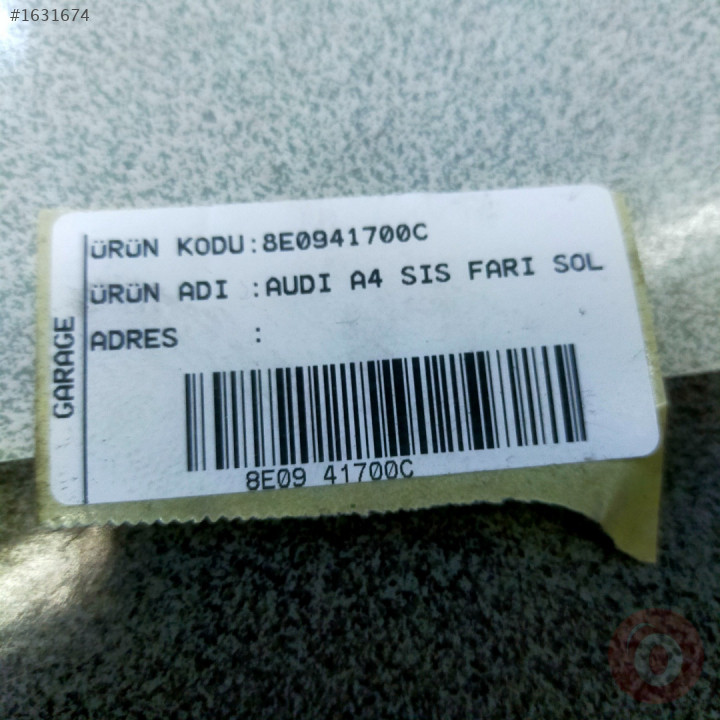 #1631674
ÜRÜN KODU:8E0941700C
ÜRÜN ADI :AUDI A4 SIS FARI SOL
ADRES :
GARAGE
8E09 41700C